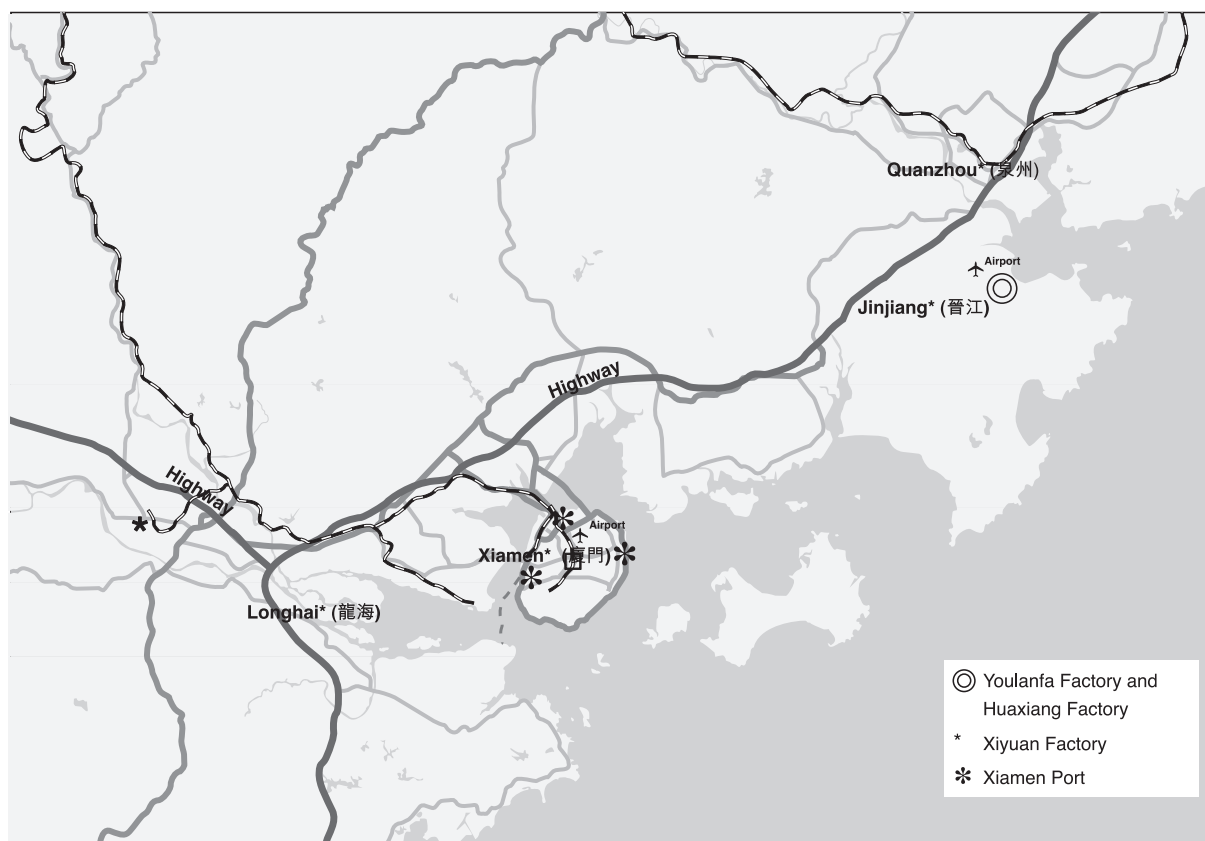 Quanzhou* (泉州)
Airport
Jinjiang* (晉江)
Highway
Highway
*
Airport
Xiamen* (廈門)
Longhai* (龍海)
Youlanfa Factory and
Huaxiang Factory
* Xiyuan Factory
✻ Xiamen Port